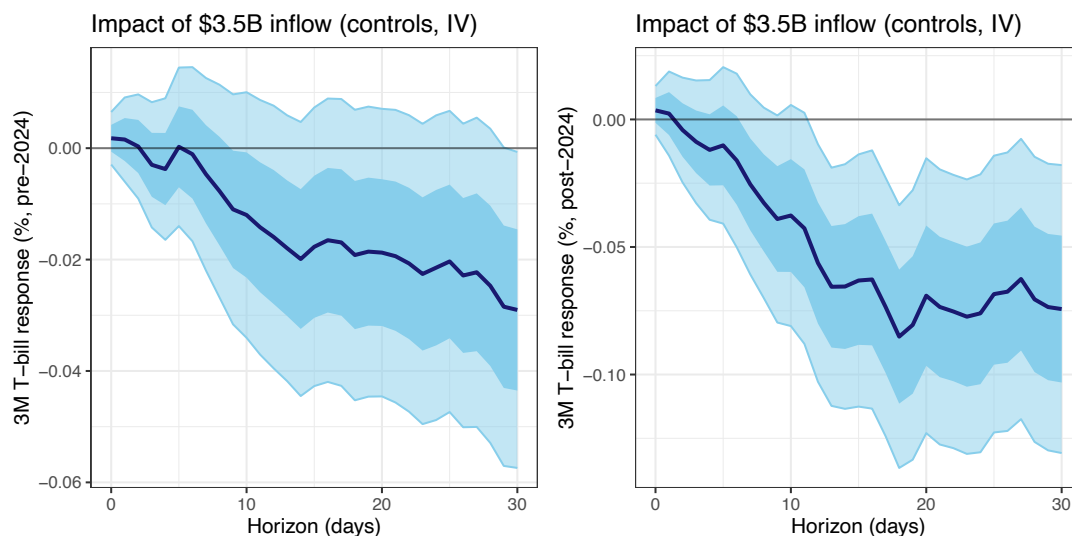 Impact of $3.5B inflow (controls, IV)
3M T−bill response (%, pre−2024)
0.00
−0.02
−0.04
−0.06
0
10
20
30
Horizon (days)
Impact of $3.5B inflow (controls, IV)
3M T−bill response (%, post−2024)
0.00
−0.05
−0.10
0
10
20
30
Horizon (days)